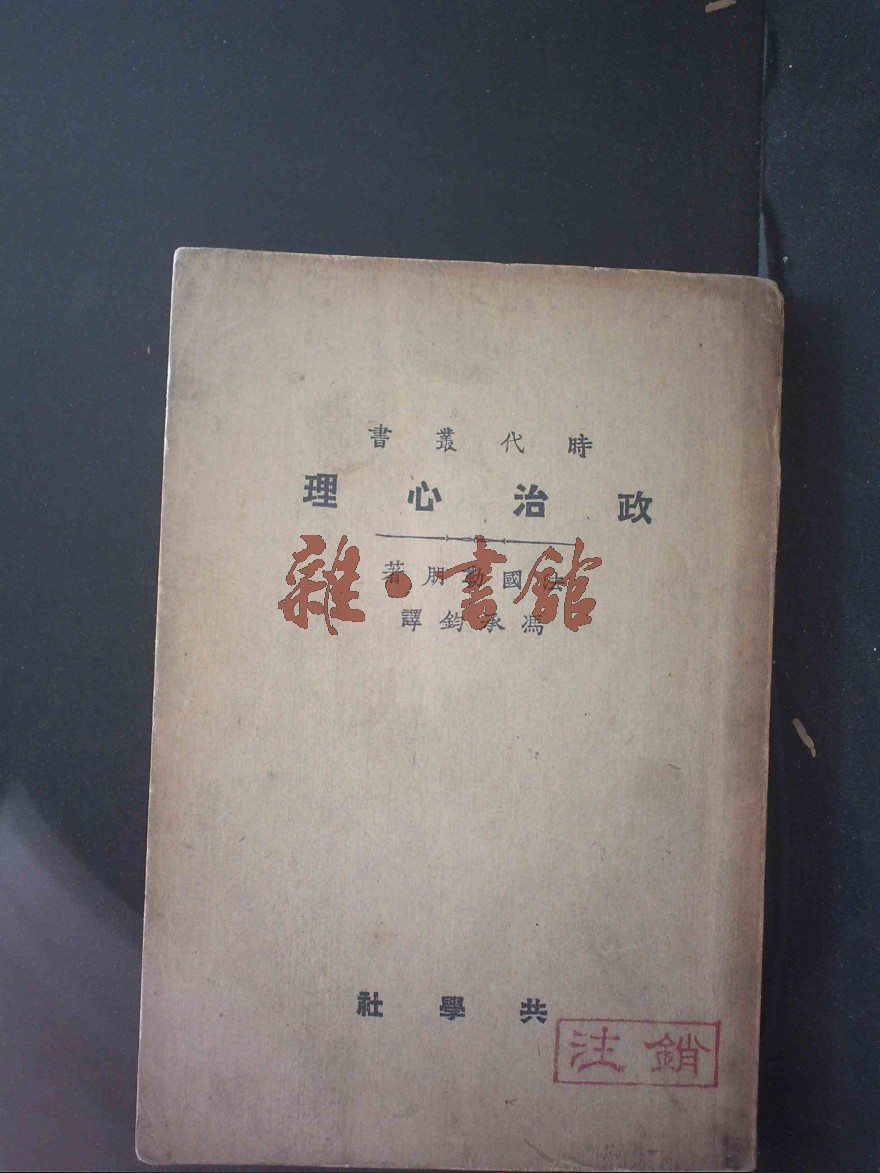 時代叢書
政治心理
法國勒朋著
馮承鈞譯
雜·書館
共學社
注銷